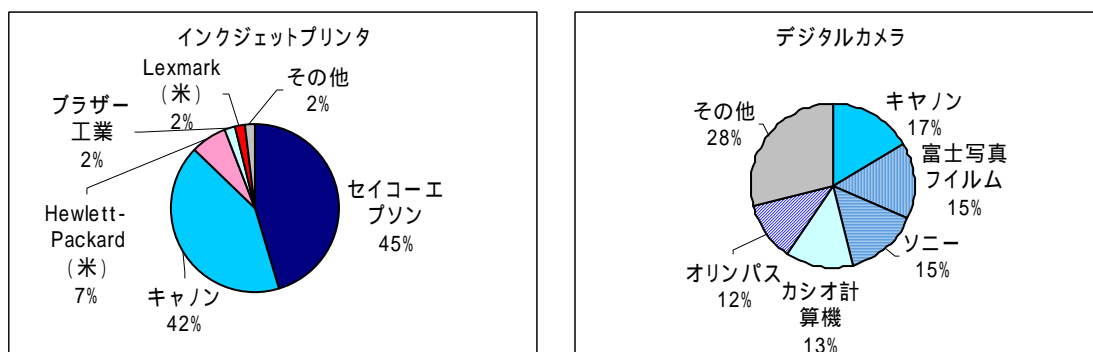 インクジェットプリンタ
Lexmark
(米)
2%
その他
2%
ブラザー
工業
2%
Hewlett-
Packard
(米)
7%
キャノン
42%
セイコーエ
プソン
45%
デジタルカメラ
その他
28%
キヤノン
17%
富士写真
フイルム
15%
ソニー
15%
カシオ計
算機
13%
オリンパス
12%